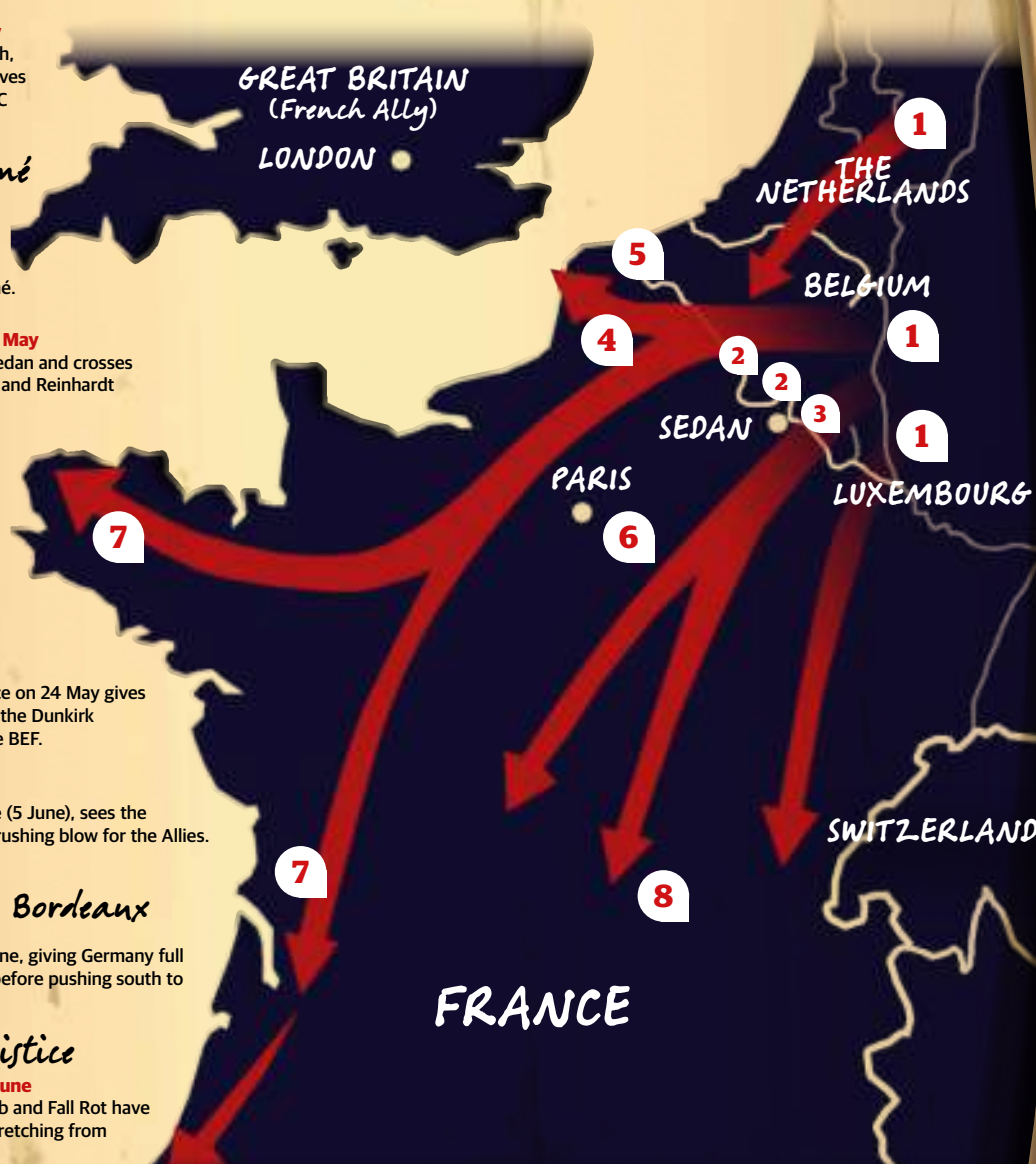 h,
ves
C
né
é.
May
edan and crosses
and Reinhardt
e on 24 May gives
the Dunkirk
e BEF.
e (5 June), sees the
rushing blow for the Allies.
Bordeaux
ne, giving Germany full
before pushing south to
istice
une
b and Fall Rot have
retching from
GREAT BRITAIN
(French Ally)
LONDON
1
THE
NETHERLANDS
5
BELGIUM
4
1
2
2
3
SEDAN
1
PARIS
LUXEMBOURG
7
6
SWITZERLAND
7
8
FRANCE